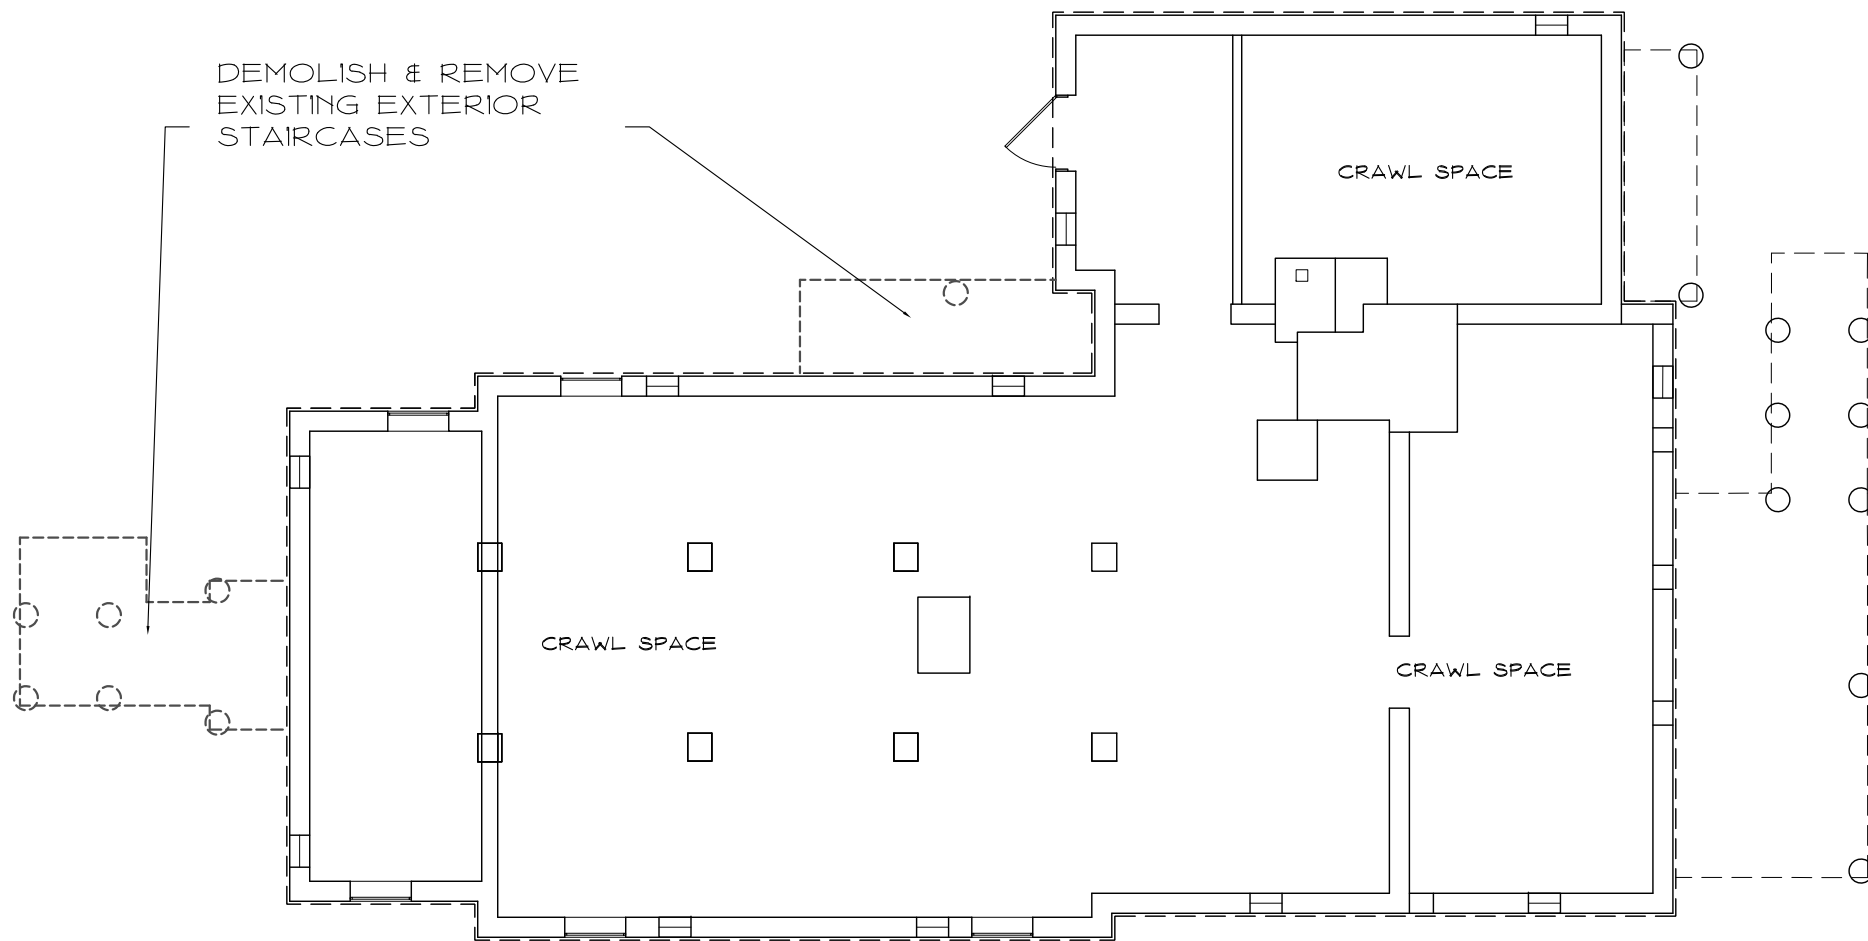 DEMOLISH & REMOVE
EXISTING EXTERIOR
STAIRCASES
CRAWL SPACE
CRAWL SPACE
CRAWL SPACE